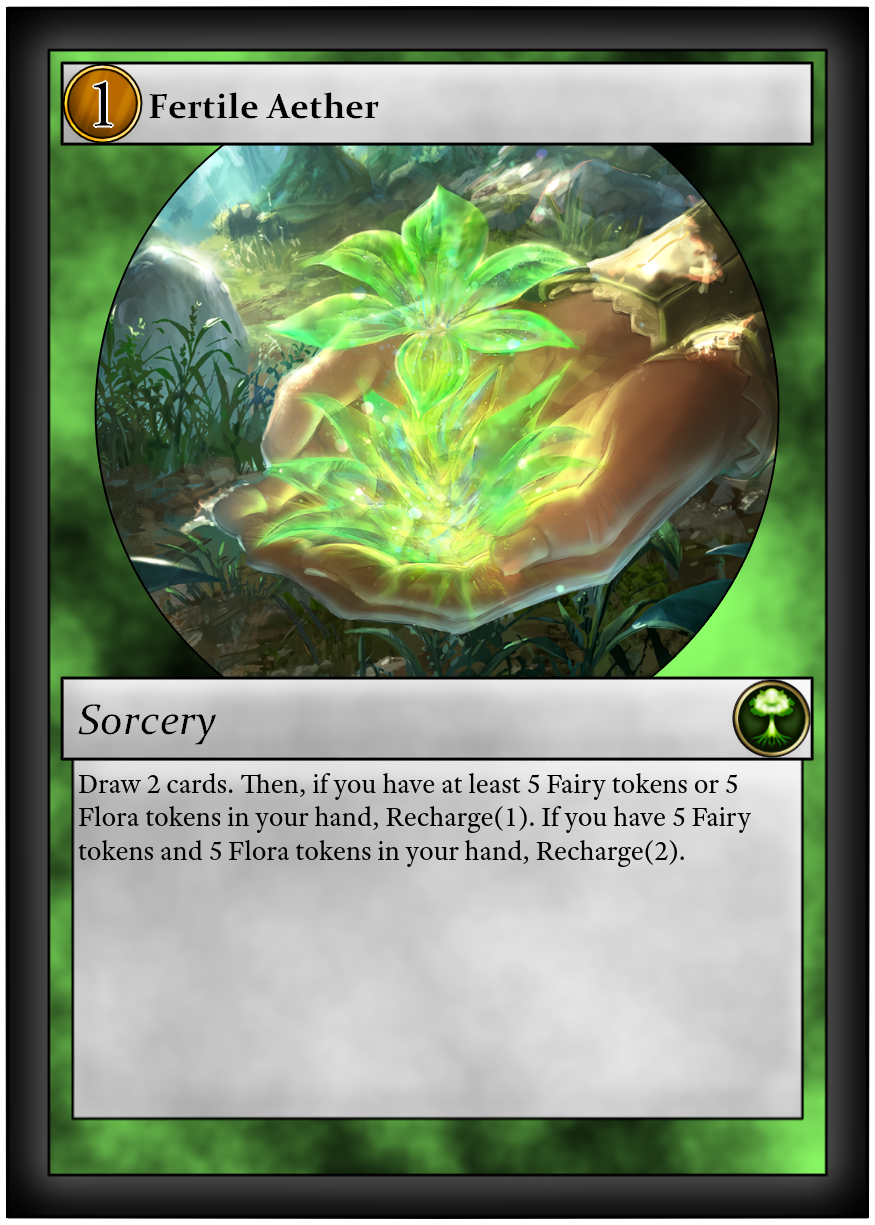 1 Fertile Aether
Sorcery
Draw 2 cards. Then, if you have at least 5 Fairy tokens or 5
Flora tokens in your hand, Recharge(1). If you have 5 Fairy
tokens and 5 Flora tokens in your hand, Recharge(2).